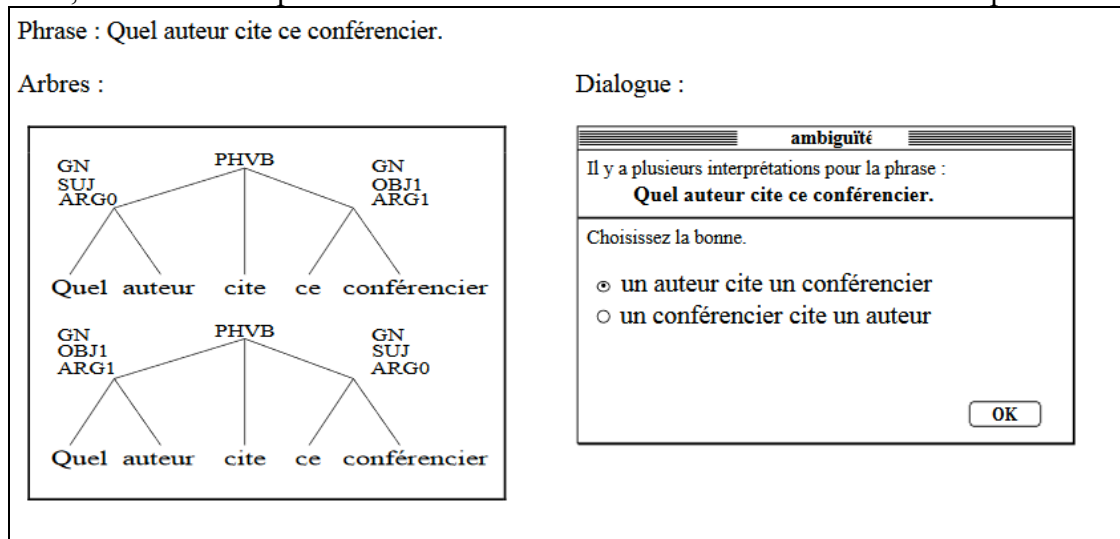 Phrase : Quel auteur cite ce conférencier.
Arbres :
Dialogue :
GN
SUJ
ARG0
PHVB
GN
OBJ1
ARG1
Quel auteur cite ce conférencier
GN
OBJ1
ARG1
PHVB
GN
SUJ
ARG0
Quel auteur cite ce conférencier
ambiguïté
Il y a plusieurs interprétations pour la phrase :
Quel auteur cite ce conférencier.
Choisissez la bonne.
un auteur cite un conférencier
un conférencier cite un auteur
OK